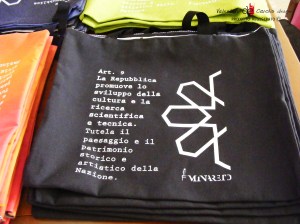 Art. 9
La Repubblica
promuove lo
sviluppo della
cultura e la
ricerca
scientifica
e tecnica.
Tutela il
paesaggio e il
patrimonio
storico e
artistico della
Nazione.
MINARETO